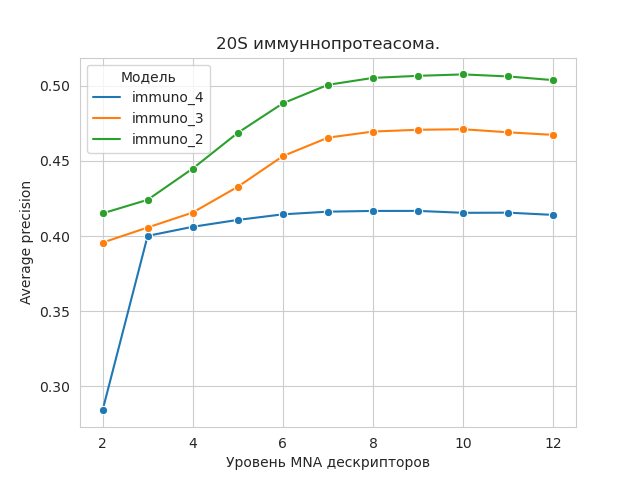 20S иммуннопротеасома.
Модель
immuno_4
immuno_3
immuno_2
0.50
0.45
0.40
0.35
0.30
Average precision
2 4 6 8 10 12
Уровень MNA дескрипторов